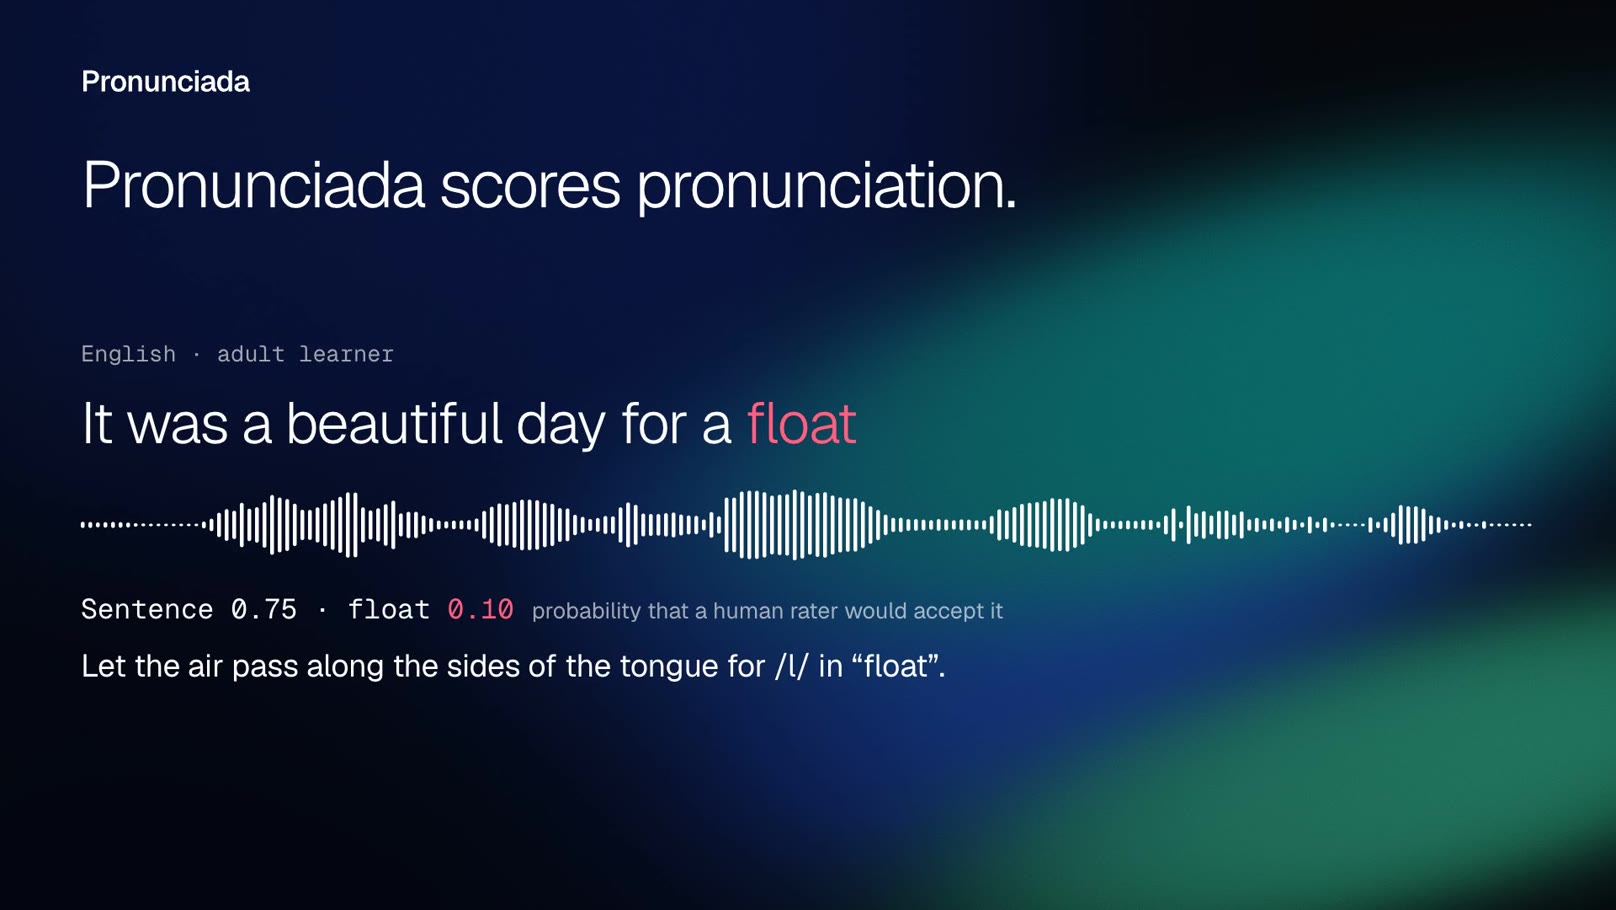 Pronunciada
Pronunciada scores pronunciation.
English · adult learner
It was a beautiful day for a float
Sentence 0.75 · float 0.10 probability that a human rater would accept it
Let the air pass along the sides of the tongue for /l/ in “float”.